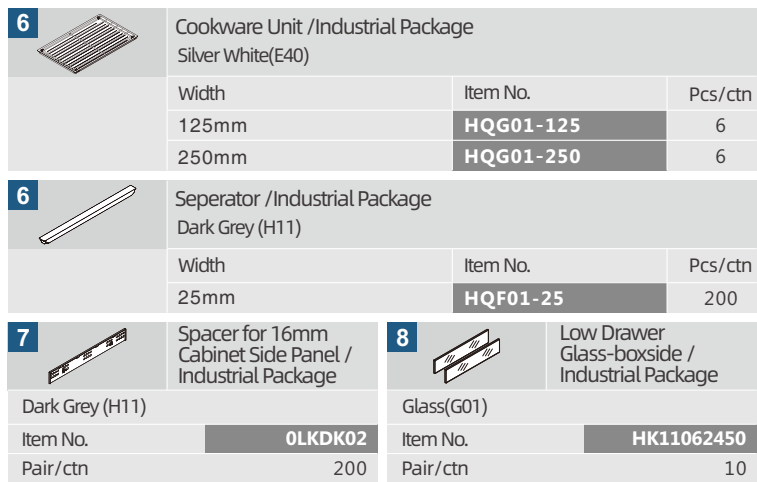 6
Cookware Unit /Industrial Package
Silver White(E40)
Width Item No. Pcs/ctn
125mm HQG01-125 6
250mm HQG01-250 6
6
Seperator /Industrial Package
Dark Grey (H11)
Width Item No. Pcs/ctn
25mm HQF01-25 200
7
Spacer for 16mm
Cabinet Side Panel /
Industrial Package
Dark Grey (H11)
Item No. 0LKDK02
Pair/ctn 200
8
Low Drawer
Glass-boxside /
Industrial Package
Glass(G01)
Item No. HK11062450
Pair/ctn 10